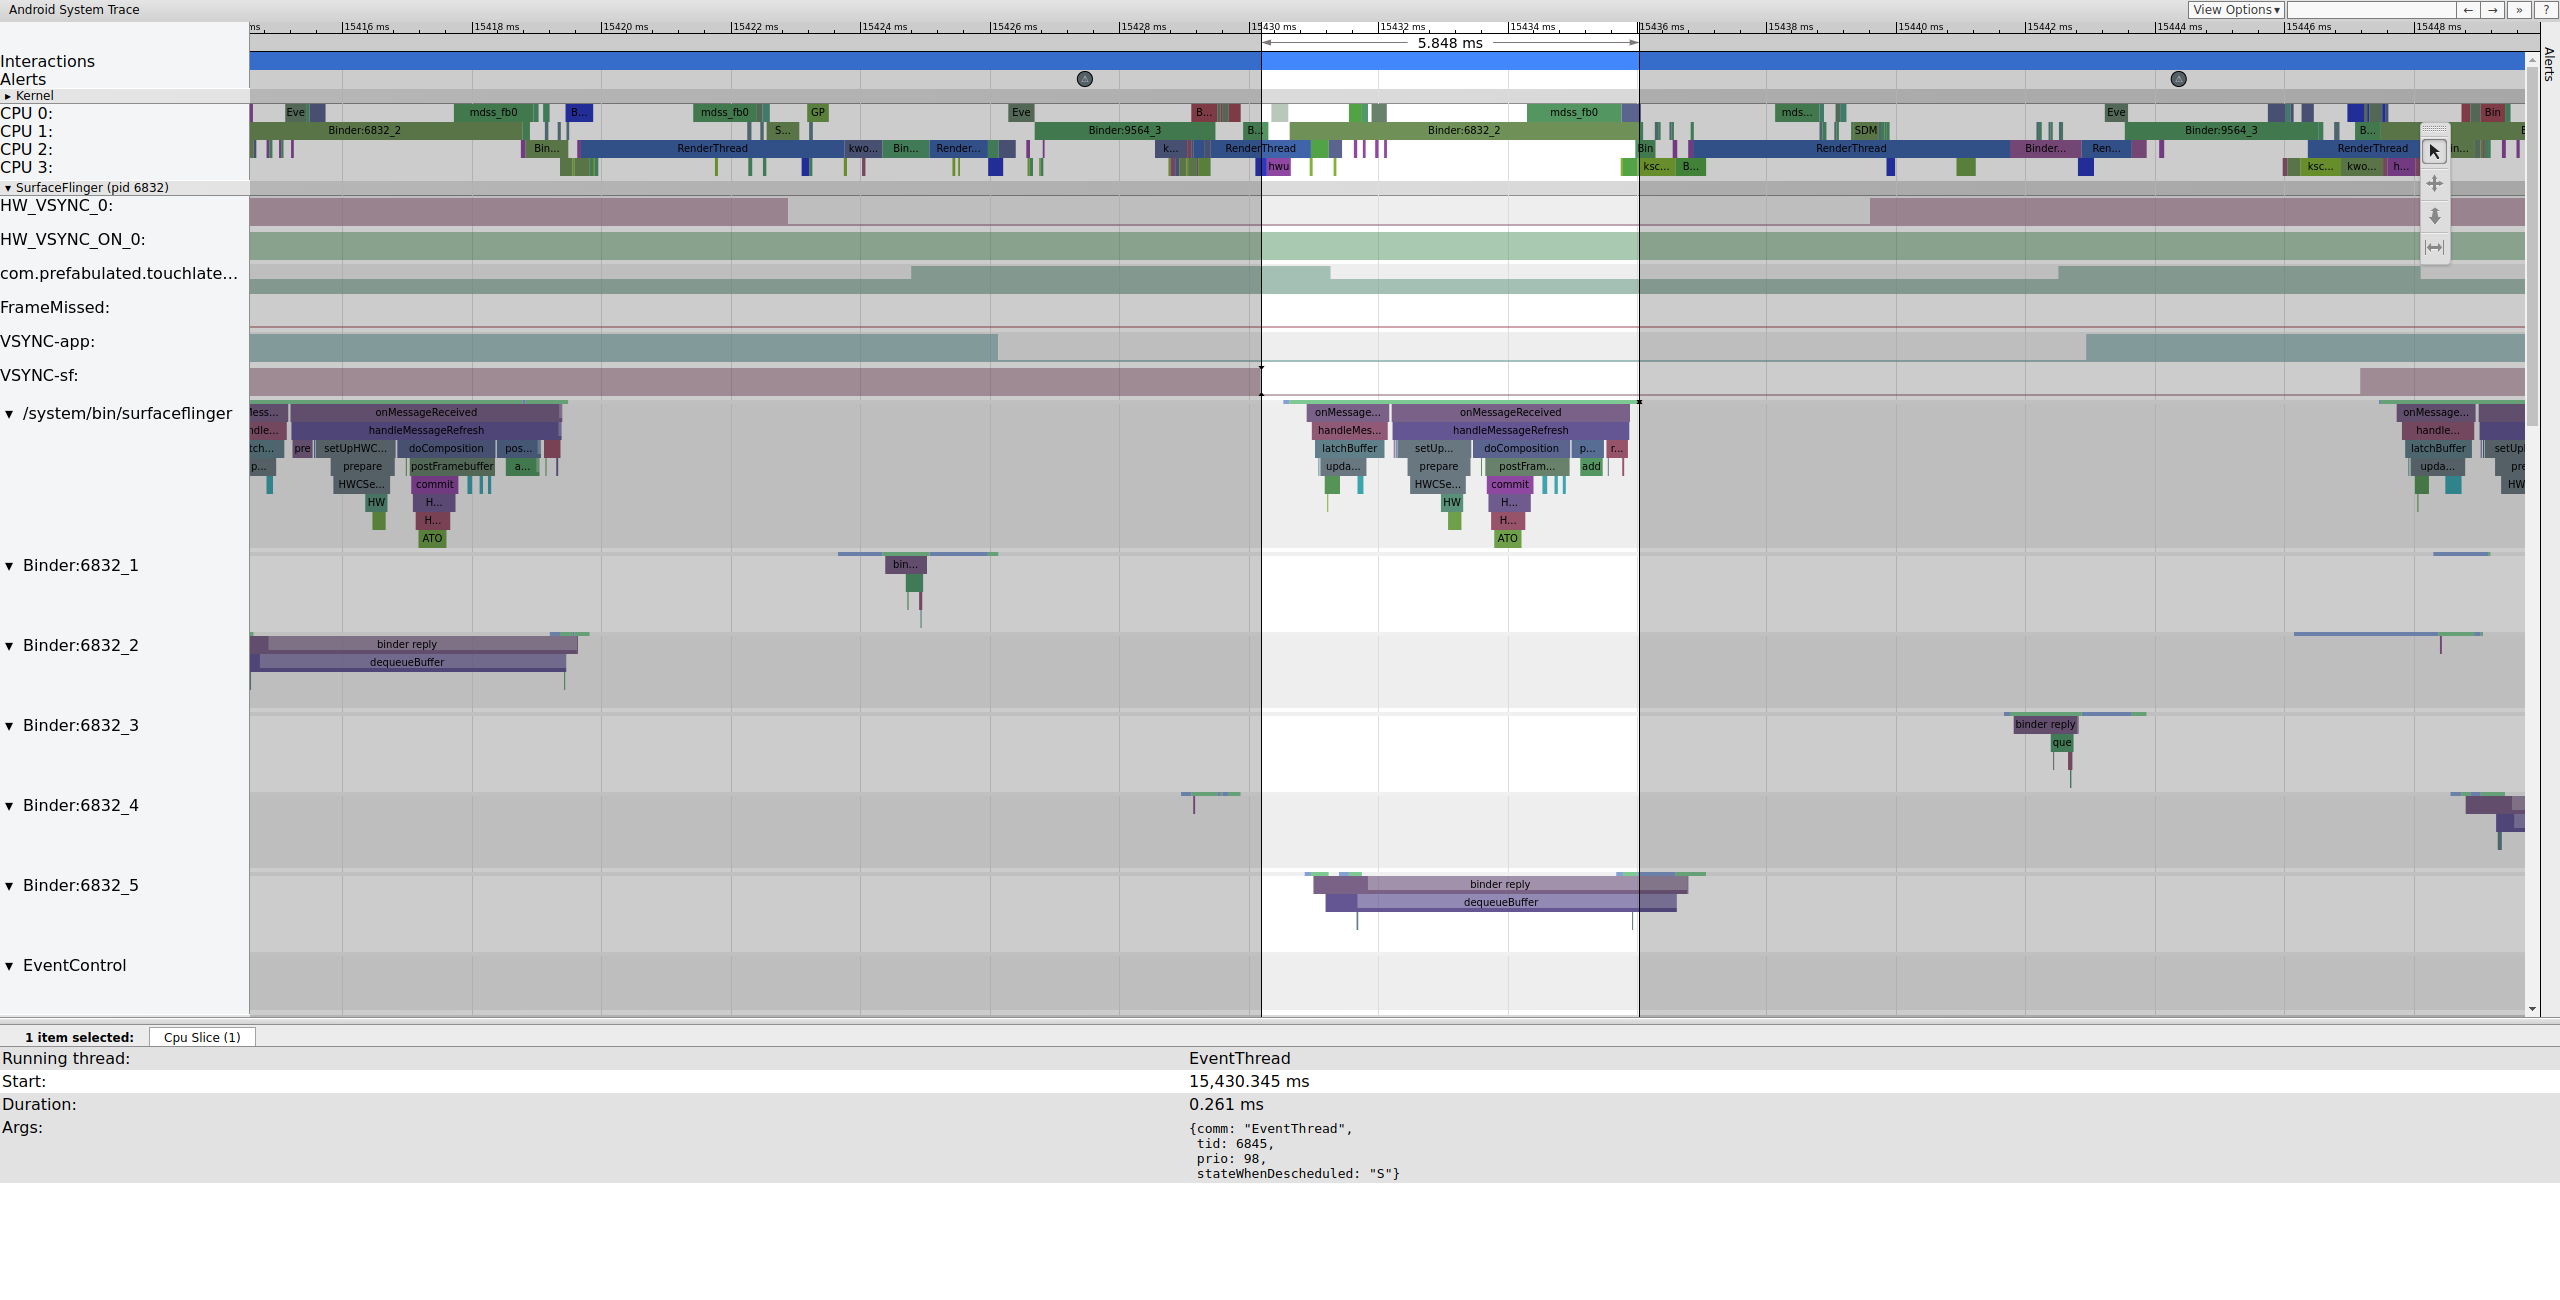 Android System Trace
View Options▾ ← → » ?
ms 15416 ms 15418 ms 15420 ms 15422 ms 15424 ms 15426 ms 15428 ms 15430 ms 15432 ms 15434 ms 15436 ms 15438 ms 15440 ms 15442 ms 15444 ms 15446 ms 15448 ms
5.848 ms
Alerts
Interactions
Alerts
▸ Kernel
CPU 0: Eve mdss_fb0 B... mdss_fb0 GP Eve B... mdss_fb0 mds... Eve Bin
CPU 1: Binder:6832_2 S... Binder:9564_3 B... Binder:6832_2 SDM Binder:9564_3 B...
CPU 2: Bin... RenderThread kwo... Bin... Render... k... RenderThread Bin RenderThread Binder... Ren... RenderThread in...
CPU 3: hwu ksc... B... ksc... kwo... h...
▾ SurfaceFlinger (pid 6832)
HW_VSYNC_0:
HW_VSYNC_ON_0:
com.prefabulated.touchlate...
FrameMissed:
VSYNC-app:
VSYNC-sf:
▼ /system/bin/surfaceflinger
less... onMessageReceived onMessage... onMessageReceived onMessage...
ndle... handleMessageRefresh handleMes... handleMessageRefresh handle...
tch... pre setUpHWC... doComposition pos... latchBuffer setUp... doComposition p... r... latchBuffer setUp
p... prepare postFramebuffer a... upda... prepare postFram... add upda... pre
HWCSe... commit HWCSe... commit HW
HW H... HW H...
H... H...
ATO ATO
▼ Binder:6832_1
bin...
▼ Binder:6832_2
binder reply
dequeueBuffer
▼ Binder:6832_3
binder reply
que
▼ Binder:6832_4
▼ Binder:6832_5
binder reply
dequeueBuffer
▼ EventControl
1 item selected: Cpu Slice (1)
Running thread: EventThread
Start: 15,430.345 ms
Duration: 0.261 ms
Args: {comm: "EventThread",
tid: 6845,
prio: 98,
stateWhenDescheduled: "S"}